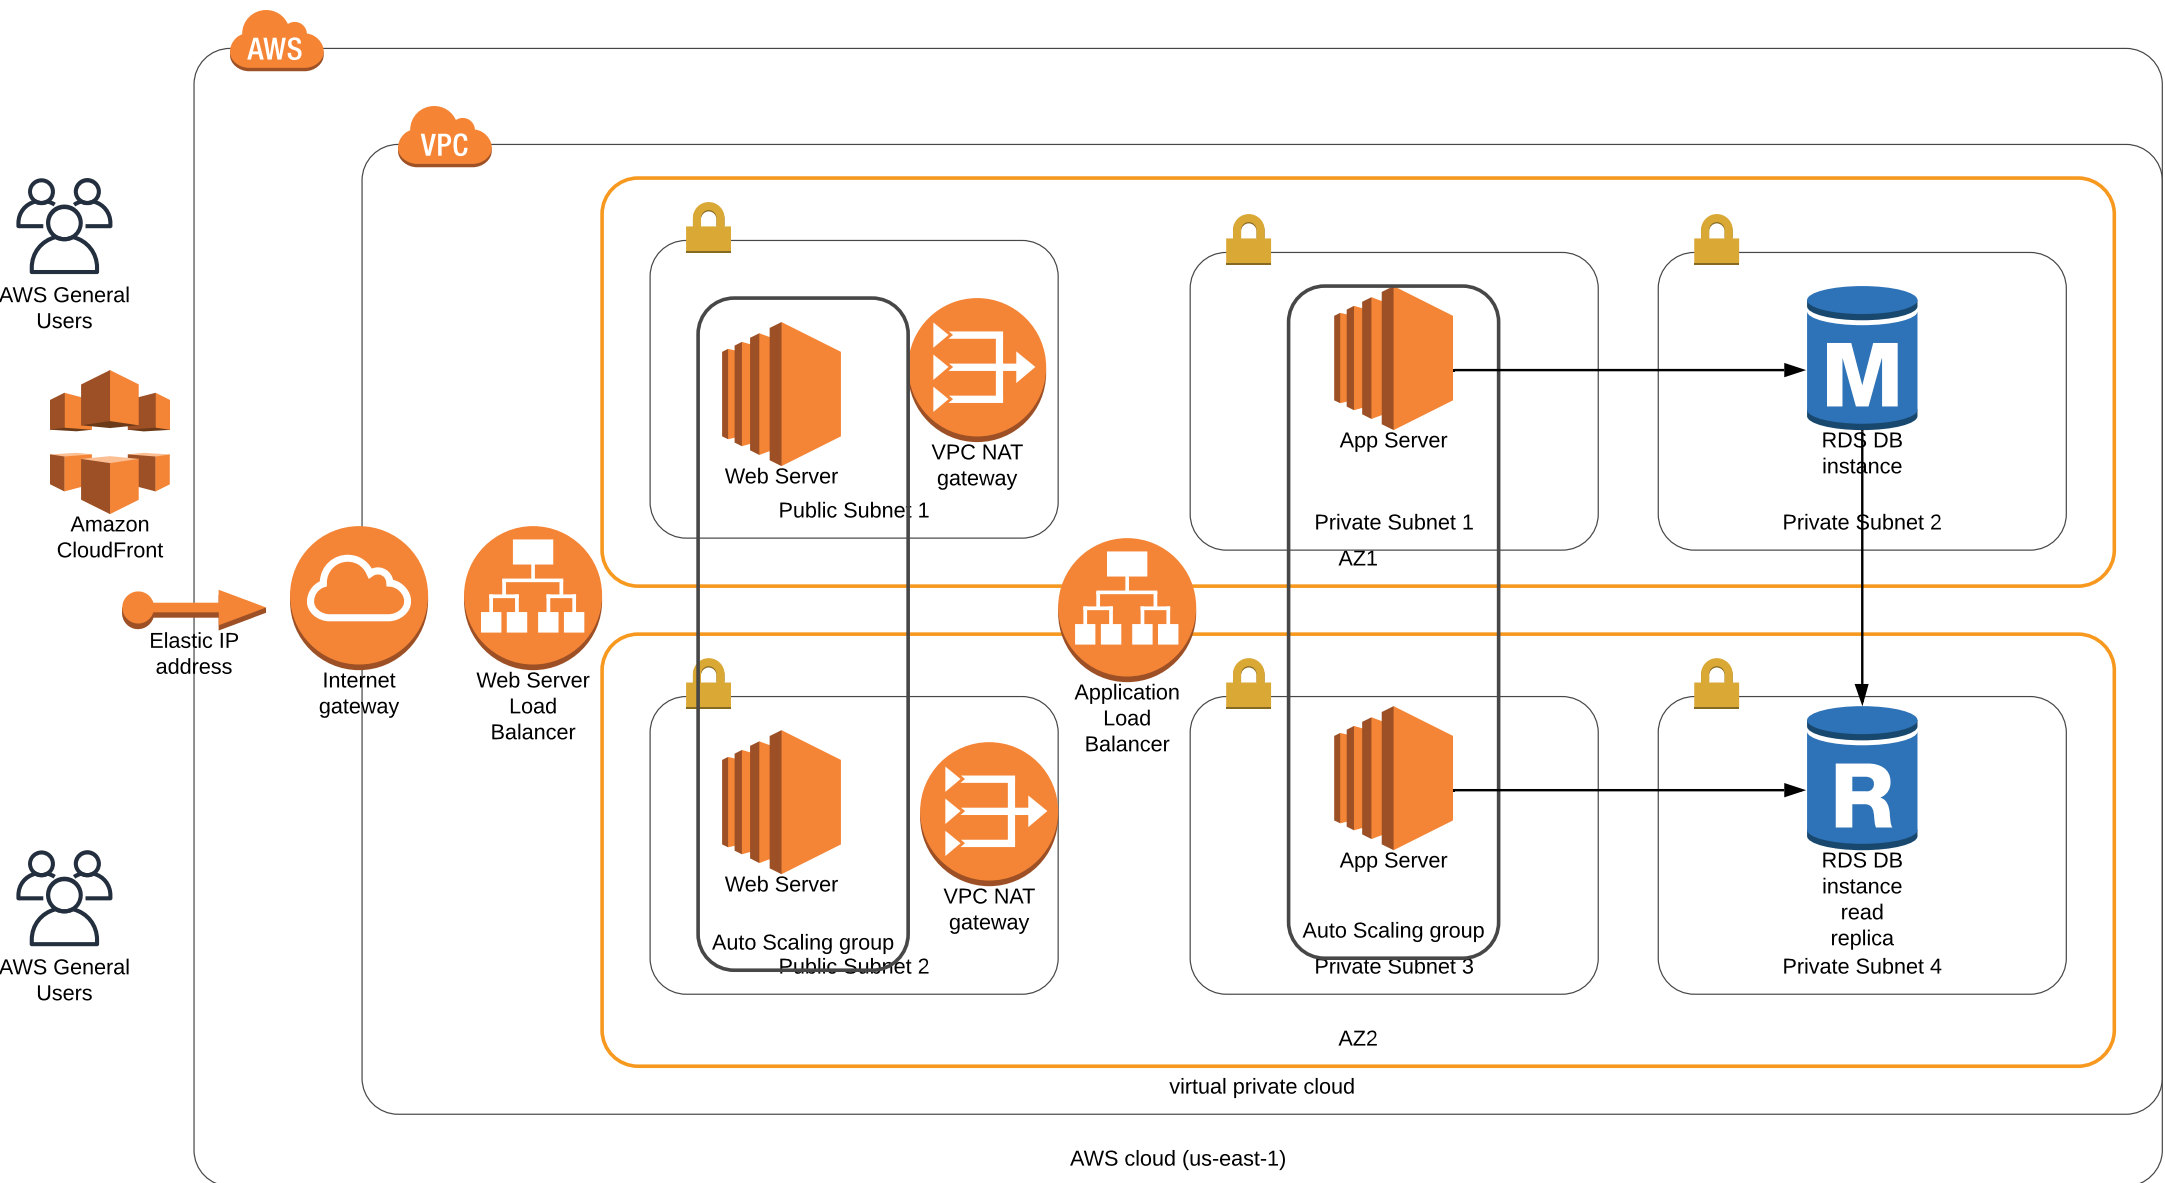 AWS
VPC
AWS General
Users
Amazon
CloudFront
Elastic IP
address
Internet
gateway
Web Server
Load
Balancer
Web Server
VPC NAT
gateway
Public Subnet 1
App Server
Private Subnet 1
M
RDS DB
instance
Private Subnet 2
AZ1
Application
Load
Balancer
Web Server
VPC NAT
gateway
Auto Scaling group
Public Subnet 2
App Server
Auto Scaling group
Private Subnet 3
R
RDS DB
instance
read
replica
Private Subnet 4
AWS General
Users
AZ2
virtual private cloud
AWS cloud (us-east-1)